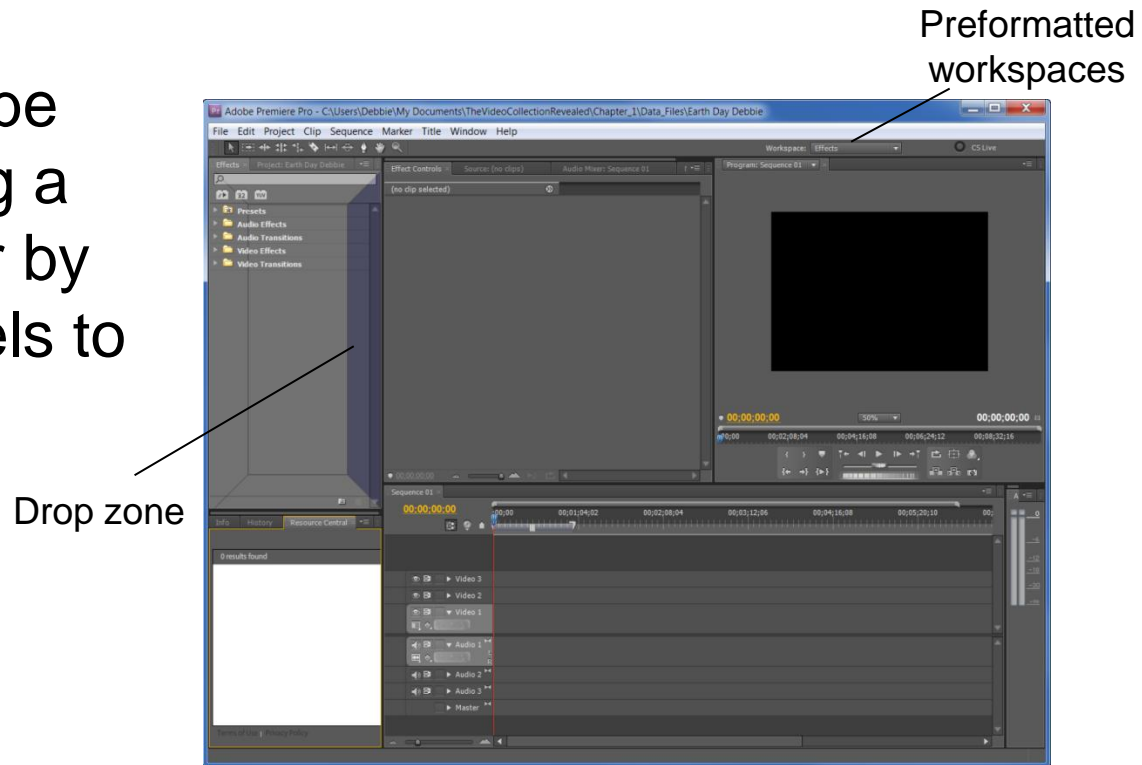 Preformatted
workspaces
be
g a
r by
els to
Drop zone
Adobe Premiere Pro - C:\Users\Debbie\My Documents\TheVideoCollectionRevealed\Chapter_1\Data_Files\Earth Day Debbie
File Edit Project Clip Sequence Marker Title Window Help
Workspace: Effects
CS Live
Effects Project: Earth Day Debbie
Presets
Audio Effects
Audio Transitions
Video Effects
Video Transitions
Effect Controls Source: (no clips) Audio Mixer: Sequence 01
(no clip selected)
00;00;00;00
Program: Sequence 01
00;00;00;00 50% 00;00;00;00
00;00 00;02;08;04 00;04;16;08 00;06;24;12 00;08;32;16
Info History Resource Central
0 results found
Terms of Use | Privacy Policy
Sequence 01
00;00;00;00
00;00 00;01;04;02 00;02;08;04 00;03;12;06 00;04;16;08 00;05;20;10 00;
Video 3
Video 2
Video 1
Audio 1
Audio 2
Audio 3
Master
A
0